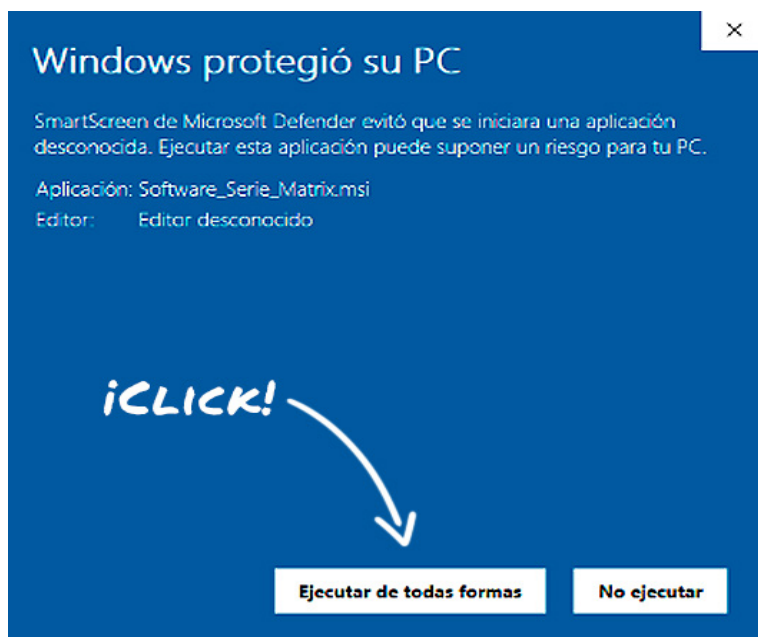 Windows protegió su PC
SmartScreen de Microsoft Defender evitó que se iniciara una aplicación
desconocida. Ejecutar esta aplicación puede suponer un riesgo para tu PC.
Aplicación: Software_Serie_Matrix.msi
Editor: Editor desconocido
¡CLICK!
Ejecutar de todas formas No ejecutar